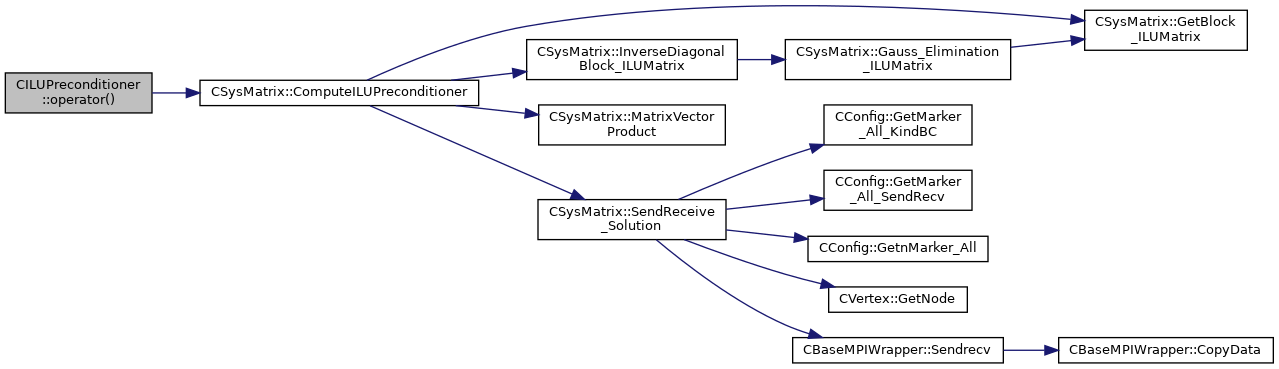 CILUPreconditioner
::operator()
CSysMatrix::ComputeILUPreconditioner
CSysMatrix::GetBlock
_ILUMatrix
CSysMatrix::InverseDiagonal
Block_ILUMatrix
CSysMatrix::Gauss_Elimination
_ILUMatrix
CSysMatrix::MatrixVector
Product
CSysMatrix::SendReceive
_Solution
CConfig::GetMarker
_All_KindBC
CConfig::GetMarker
_All_SendRecv
CConfig::GetnMarker_All
CVertex::GetNode
CBaseMPIWrapper::Sendrecv
CBaseMPIWrapper::CopyData